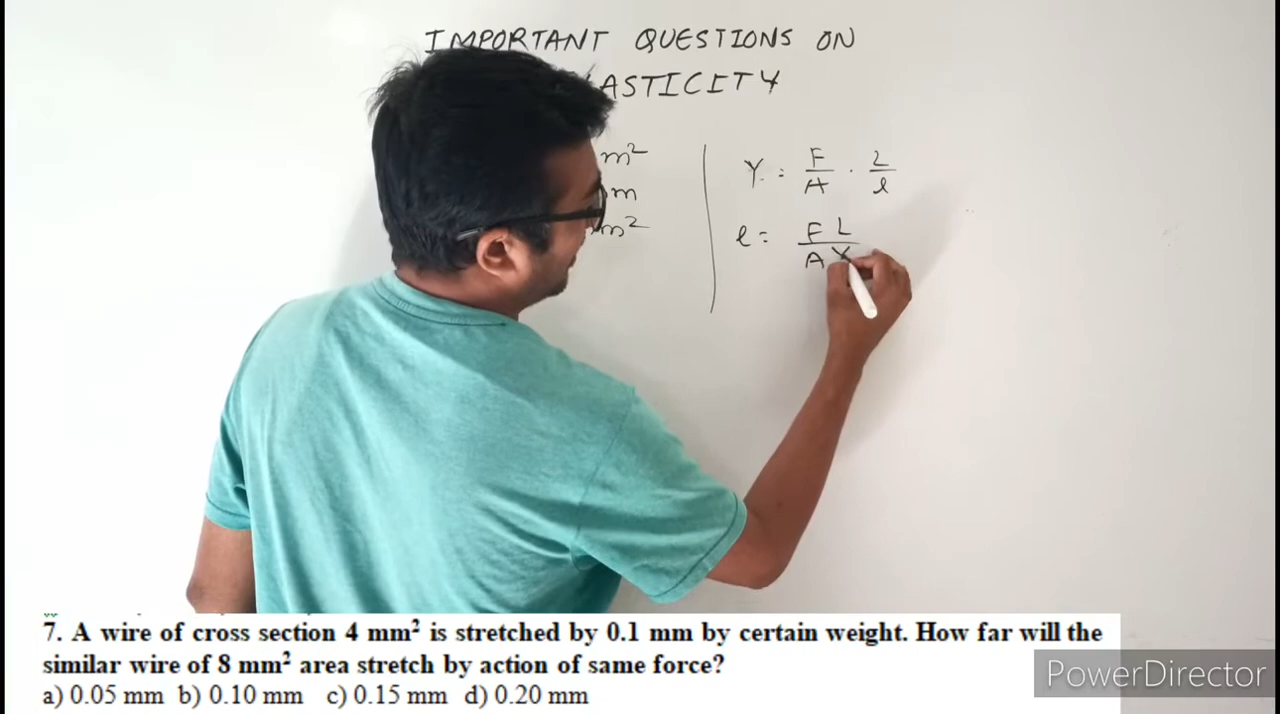 IMPORTANT QUESTIONS ON
ASTICITY
m²
m
m²
Y = F/A · L/l
l = FL/AY
7. A wire of cross section 4 mm² is stretched by 0.1 mm by certain weight. How far will the
similar wire of 8 mm² area stretch by action of same force?
a) 0.05 mm b) 0.10 mm c) 0.15 mm d) 0.20 mm
PowerDirector